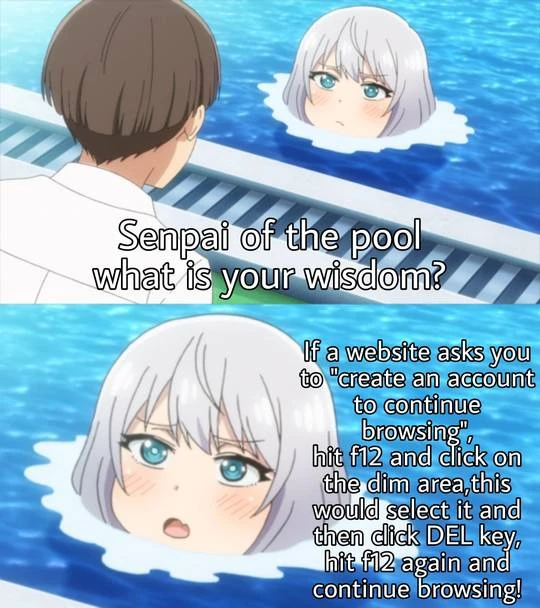 Senpai of the pool
what is your wisdom?
If a website asks you
to "create an account
to continue
browsing",
hit f12 and click on
the dim area,this
would select it and
then click DEL key,
hit f12 again and
continue browsing!